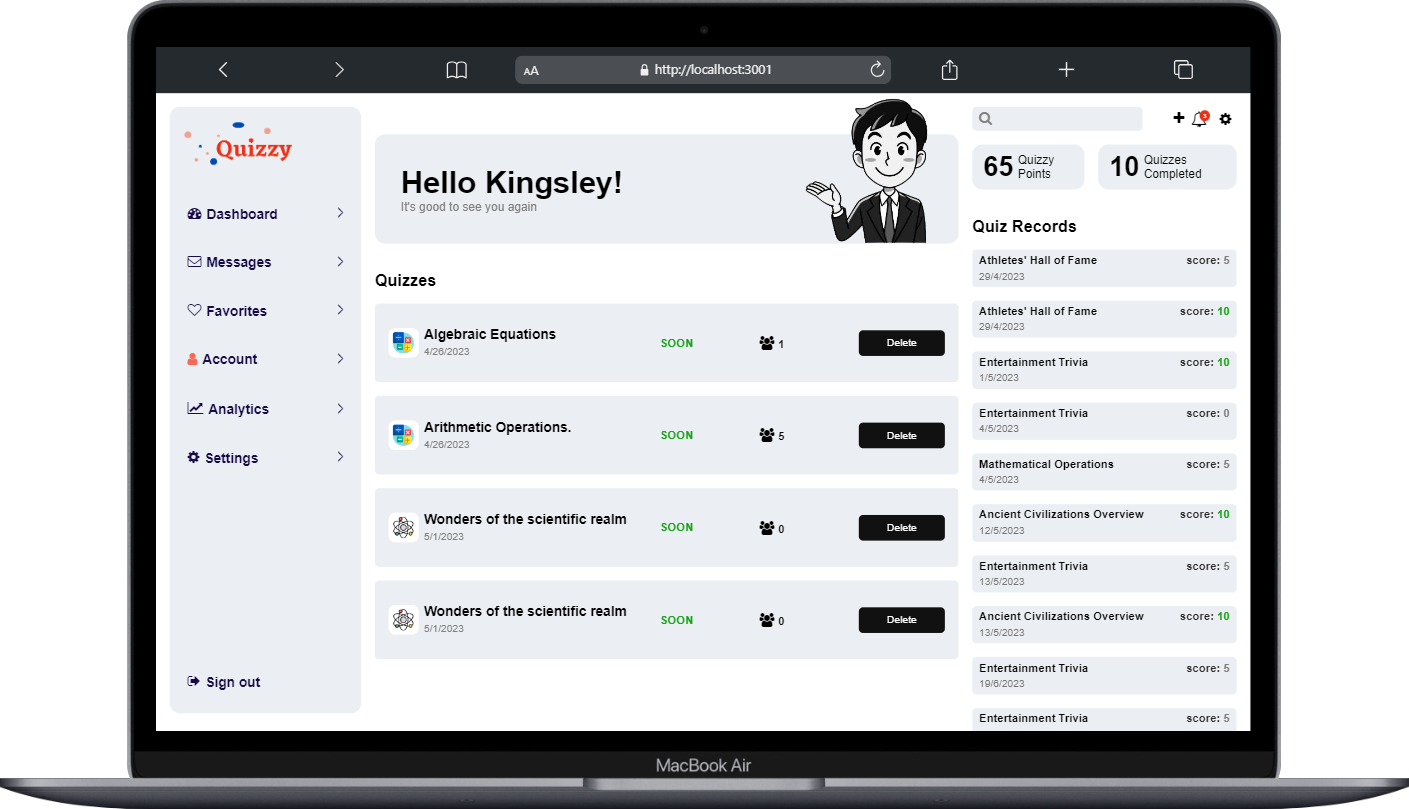 AA http://localhost:3001
Quizzy
Dashboard
Messages
Favorites
Account
Analytics
Settings
Sign out
Hello Kingsley!
It's good to see you again
Quizzes
Algebraic Equations
4/26/2023
SOON
1
Delete
Arithmetic Operations.
4/26/2023
SOON
5
Delete
Wonders of the scientific realm
5/1/2023
SOON
0
Delete
Wonders of the scientific realm
5/1/2023
SOON
0
Delete
3
65 Quizzy
Points
10 Quizzes
Completed
Quiz Records
Athletes' Hall of Fame score: 5
29/4/2023
Athletes' Hall of Fame score: 10
29/4/2023
Entertainment Trivia score: 10
1/5/2023
Entertainment Trivia score: 0
4/5/2023
Mathematical Operations score: 5
4/5/2023
Ancient Civilizations Overview score: 10
12/5/2023
Entertainment Trivia score: 5
13/5/2023
Ancient Civilizations Overview score: 10
13/5/2023
Entertainment Trivia score: 5
19/6/2023
Entertainment Trivia score: 5
MacBook Air